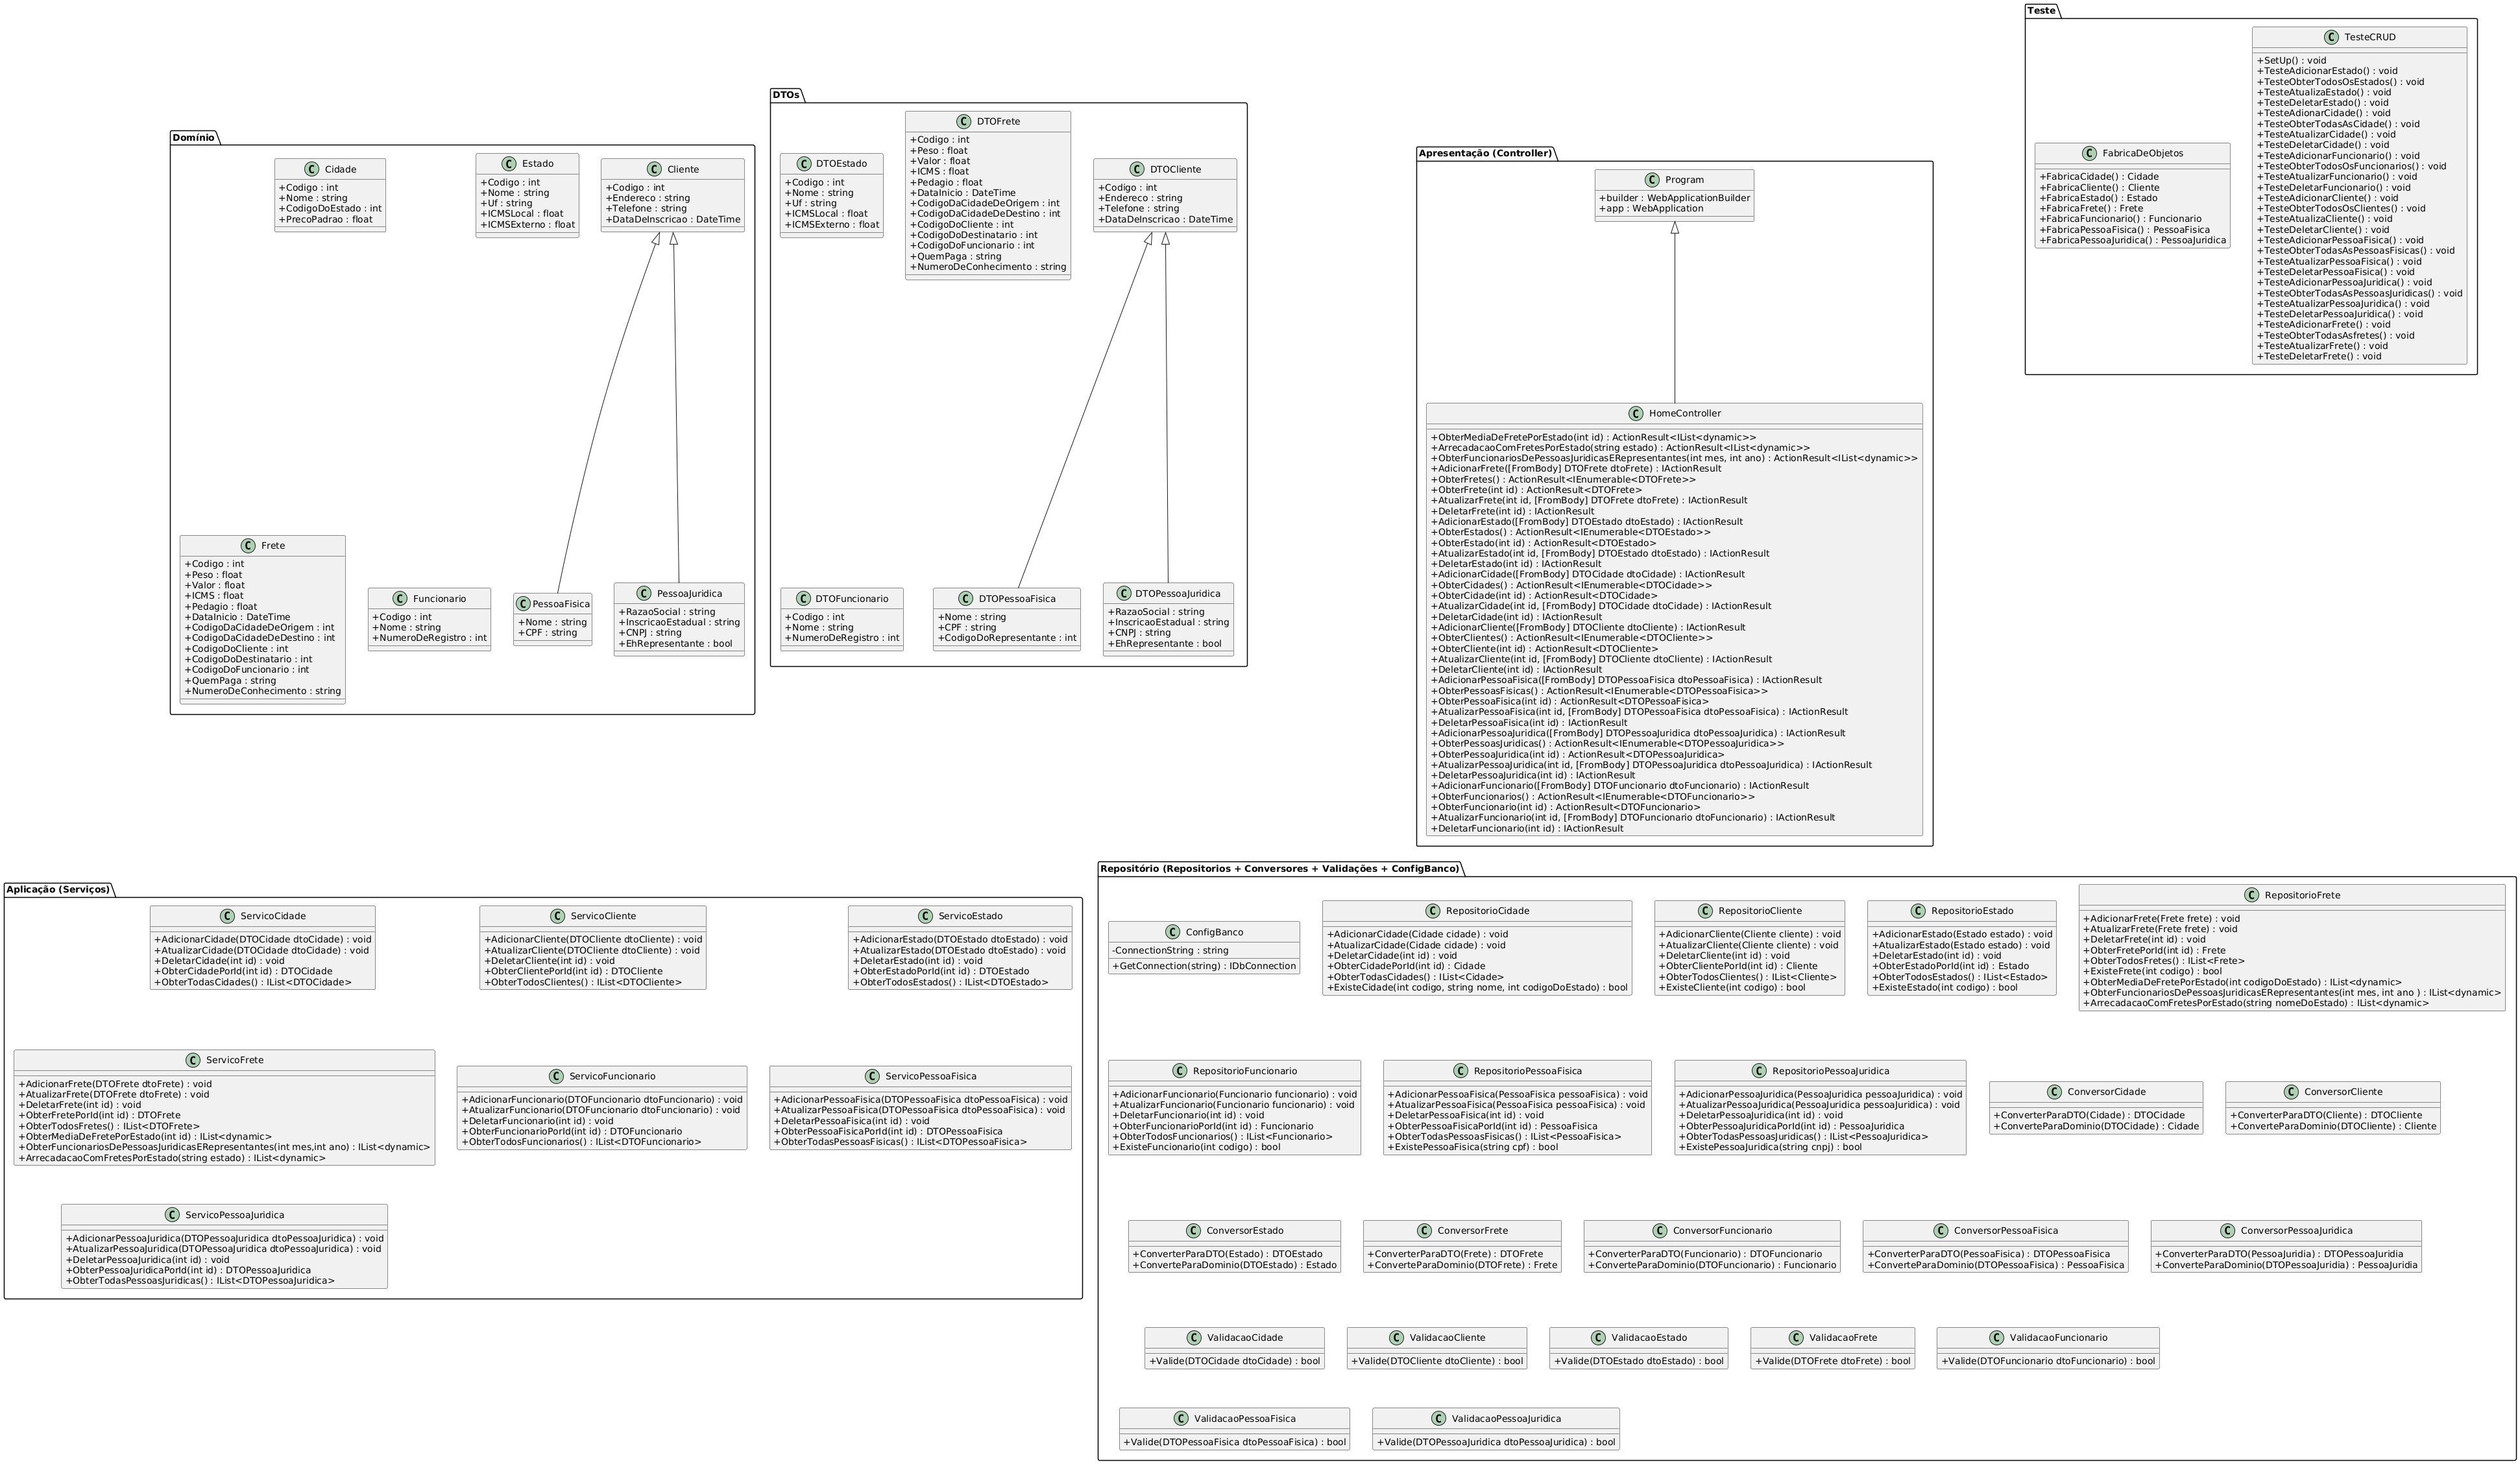 Domínio
Cidade
+Codigo : int
+Nome : string
+CodigoDoEstado : int
+PrecoPadrao : float
Estado
+Codigo : int
+Nome : string
+Uf : string
+ICMSLocal : float
+ICMSExterno : float
Cliente
+Codigo : int
+Endereco : string
+Telefone : string
+DataDeInscricao : DateTime
Frete
+Codigo : int
+Peso : float
+Valor : float
+ICMS : float
+Pedagio : float
+DataInicio : DateTime
+CodigoDaCidadeDeOrigem : int
+CodigoDaCidadeDeDestino : int
+CodigoDoCliente : int
+CodigoDoDestinatario : int
+CodigoDoFuncionario : int
+QuemPaga : string
+NumeroDeConhecimento : string
Funcionario
+Codigo : int
+Nome : string
+NumeroDeRegistro : int
PessoaFisica
+Nome : string
+CPF : string
PessoaJuridica
+RazaoSocial : string
+InscricaoEstadual : string
+CNPJ : string
+EhRepresentante : bool
DTOs
DTOEstado
+Codigo : int
+Nome : string
+Uf : string
+ICMSLocal : float
+ICMSExterno : float
DTOFrete
+Codigo : int
+Peso : float
+Valor : float
+ICMS : float
+Pedagio : float
+DataInicio : DateTime
+CodigoDaCidadeDeOrigem : int
+CodigoDaCidadeDeDestino : int
+CodigoDoCliente : int
+CodigoDoDestinatario : int
+CodigoDoFuncionario : int
+QuemPaga : string
+NumeroDeConhecimento : string
DTOCliente
+Codigo : int
+Endereco : string
+Telefone : string
+DataDeInscricao : DateTime
DTOFuncionario
+Codigo : int
+Nome : string
+NumeroDeRegistro : int
DTOPessoaFisica
+Nome : string
+CPF : string
+CodigoDoRepresentante : int
DTOPessoaJuridica
+RazaoSocial : string
+InscricaoEstadual : string
+CNPJ : string
+EhRepresentante : bool
Apresentação (Controller)
Program
+builder : WebApplicationBuilder
+app : WebApplication
HomeController
+ObterMediaDeFretePorEstado(int id) : ActionResult<IList<dynamic>>
+ArrecadacaoComFretesPorEstado(string estado) : ActionResult<IList<dynamic>>
+ObterFuncionariosDePessoasJuridicasERepresentantes(int mes, int ano) : ActionResult<IList<dynamic>>
+AdicionarFrete([FromBody] DTOFrete dtoFrete) : IActionResult
+ObterFretes() : ActionResult<IEnumerable<DTOFrete>>
+ObterFrete(int id) : ActionResult<DTOFrete>
+AtualizarFrete(int id, [FromBody] DTOFrete dtoFrete) : IActionResult
+DeletarFrete(int id) : IActionResult
+AdicionarEstado([FromBody] DTOEstado dtoEstado) : IActionResult
+ObterEstados() : ActionResult<IEnumerable<DTOEstado>>
+ObterEstado(int id) : ActionResult<DTOEstado>
+AtualizarEstado(int id, [FromBody] DTOEstado dtoEstado) : IActionResult
+DeletarEstado(int id) : IActionResult
+AdicionarCidade([FromBody] DTOCidade dtoCidade) : IActionResult
+ObterCidades() : ActionResult<IEnumerable<DTOCidade>>
+ObterCidade(int id) : ActionResult<DTOCidade>
+AtualizarCidade(int id, [FromBody] DTOCidade dtoCidade) : IActionResult
+DeletarCidade(int id) : IActionResult
+AdicionarCliente([FromBody] DTOCliente dtoCliente) : IActionResult
+ObterClientes() : ActionResult<IEnumerable<DTOCliente>>
+ObterCliente(int id) : ActionResult<DTOCliente>
+AtualizarCliente(int id, [FromBody] DTOCliente dtoCliente) : IActionResult
+DeletarCliente(int id) : IActionResult
+AdicionarPessoaFisica([FromBody] DTOPessoaFisica dtoPessoaFisica) : IActionResult
+ObterPessoasFisicas() : ActionResult<IEnumerable<DTOPessoaFisica>>
+ObterPessoaFisica(int id) : ActionResult<DTOPessoaFisica>
+AtualizarPessoaFisica(int id, [FromBody] DTOPessoaFisica dtoPessoaFisica) : IActionResult
+DeletarPessoaFisica(int id) : IActionResult
+AdicionarPessoaJuridica([FromBody] DTOPessoaJuridica dtoPessoaJuridica) : IActionResult
+ObterPessoasJuridicas() : ActionResult<IEnumerable<DTOPessoaJuridica>>
+ObterPessoaJuridica(int id) : ActionResult<DTOPessoaJuridica>
+AtualizarPessoaJuridica(int id, [FromBody] DTOPessoaJuridica dtoPessoaJuridica) : IActionResult
+DeletarPessoaJuridica(int id) : IActionResult
+AdicionarFuncionario([FromBody] DTOFuncionario dtoFuncionario) : IActionResult
+ObterFuncionarios() : ActionResult<IEnumerable<DTOFuncionario>>
+ObterFuncionario(int id) : ActionResult<DTOFuncionario>
+AtualizarFuncionario(int id, [FromBody] DTOFuncionario dtoFuncionario) : IActionResult
+DeletarFuncionario(int id) : IActionResult
Teste
FabricaDeObjetos
+FabricaCidade() : Cidade
+FabricaCliente() : Cliente
+FabricaEstado() : Estado
+FabricaFrete() : Frete
+FabricaFuncionario() : Funcionario
+FabricaPessoaFisica() : PessoaFisica
+FabricaPessoaJuridica() : PessoaJuridica
TesteCRUD
+SetUp() : void
+TesteAdicionarEstado() : void
+TesteObterTodosOsEstados() : void
+TesteAtualizaEstado() : void
+TesteDeletarEstado() : void
+TesteAdionarCidade() : void
+TesteObterTodasAsCidade() : void
+TesteAtualizarCidade() : void
+TesteDeletarCidade() : void
+TesteAdicionarFuncionario() : void
+TesteObterTodosOsFuncionarios() : void
+TesteAtualizarFuncionario() : void
+TesteDeletarFuncionario() : void
+TesteAdicionarCliente() : void
+TesteObterTodosOsClientes() : void
+TesteAtualizaCliente() : void
+TesteDeletarCliente() : void
+TesteAdicionarPessoaFisica() : void
+TesteObterTodasAsPessoasFisicas() : void
+TesteAtualizarPessoaFisica() : void
+TesteDeletarPessoaFisica() : void
+TesteAdicionarPessoaJuridica() : void
+TesteObterTodasAsPessoasJuridicas() : void
+TesteAtualizarPessoaJuridica() : void
+TesteDeletarPessoaJuridica() : void
+TesteAdicionarFrete() : void
+TesteObterTodasAsfretes() : void
+TesteAtualizarFrete() : void
+TesteDeletarFrete() : void
Aplicação (Serviços)
ServicoCidade
+AdicionarCidade(DTOCidade dtoCidade) : void
+AtualizarCidade(DTOCidade dtoCidade) : void
+DeletarCidade(int id) : void
+ObterCidadePorId(int id) : DTOCidade
+ObterTodasCidades() : IList<DTOCidade>
ServicoCliente
+AdicionarCliente(DTOCliente dtoCliente) : void
+AtualizarCliente(DTOCliente dtoCliente) : void
+DeletarCliente(int id) : void
+ObterClientePorId(int id) : DTOCliente
+ObterTodosClientes() : IList<DTOCliente>
ServicoEstado
+AdicionarEstado(DTOEstado dtoEstado) : void
+AtualizarEstado(DTOEstado dtoEstado) : void
+DeletarEstado(int id) : void
+ObterEstadoPorId(int id) : DTOEstado
+ObterTodosEstados() : IList<DTOEstado>
ServicoFrete
+AdicionarFrete(DTOFrete dtoFrete) : void
+AtualizarFrete(DTOFrete dtoFrete) : void
+DeletarFrete(int id) : void
+ObterFretePorId(int id) : DTOFrete
+ObterTodosFretes() : IList<DTOFrete>
+ObterMediaDeFretePorEstado(int id) : IList<dynamic>
+ObterFuncionariosDePessoasJuridicasERepresentantes(int mes,int ano) : IList<dynamic>
+ArrecadacaoComFretesPorEstado(string estado) : IList<dynamic>
ServicoFuncionario
+AdicionarFuncionario(DTOFuncionario dtoFuncionario) : void
+AtualizarFuncionario(DTOFuncionario dtoFuncionario) : void
+DeletarFuncionario(int id) : void
+ObterFuncionarioPorId(int id) : DTOFuncionario
+ObterTodosFuncionarios() : IList<DTOFuncionario>
ServicoPessoaFisica
+AdicionarPessoaFisica(DTOPessoaFisica dtoPessoaFisica) : void
+AtualizarPessoaFisica(DTOPessoaFisica dtoPessoaFisica) : void
+DeletarPessoaFisica(int id) : void
+ObterPessoaFisicaPorId(int id) : DTOPessoaFisica
+ObterTodasPessoasFisicas() : IList<DTOPessoaFisica>
ServicoPessoaJuridica
+AdicionarPessoaJuridica(DTOPessoaJuridica dtoPessoaJuridica) : void
+AtualizarPessoaJuridica(DTOPessoaJuridica dtoPessoaJuridica) : void
+DeletarPessoaJuridica(int id) : void
+ObterPessoaJuridicaPorId(int id) : DTOPessoaJuridica
+ObterTodasPessoasJuridicas() : IList<DTOPessoaJuridica>
Repositório (Repositorios + Conversores + Validações + ConfigBanco)
ConfigBanco
-ConnectionString : string
+GetConnection(string) : IDbConnection
RepositorioCidade
+AdicionarCidade(Cidade cidade) : void
+AtualizarCidade(Cidade cidade) : void
+DeletarCidade(int id) : void
+ObterCidadePorId(int id) : Cidade
+ObterTodasCidades() : IList<Cidade>
+ExisteCidade(int codigo, string nome, int codigoDoEstado) : bool
RepositorioCliente
+AdicionarCliente(Cliente cliente) : void
+AtualizarCliente(Cliente cliente) : void
+DeletarCliente(int id) : void
+ObterClientePorId(int id) : Cliente
+ObterTodosClientes() : IList<Cliente>
+ExisteCliente(int codigo) : bool
RepositorioEstado
+AdicionarEstado(Estado estado) : void
+AtualizarEstado(Estado estado) : void
+DeletarEstado(int id) : void
+ObterEstadoPorId(int id) : Estado
+ObterTodosEstados() : IList<Estado>
+ExisteEstado(int codigo) : bool
RepositorioFrete
+AdicionarFrete(Frete frete) : void
+AtualizarFrete(Frete frete) : void
+DeletarFrete(int id) : void
+ObterFretePorId(int id) : Frete
+ObterTodosFretes() : IList<Frete>
+ExisteFrete(int codigo) : bool
+ObterMediaDeFretePorEstado(int codigoDoEstado) : IList<dynamic>
+ObterFuncionariosDePessoasJuridicasERepresentantes(int mes, int ano ) : IList<dynamic>
+ArrecadacaoComFretesPorEstado(string nomeDoEstado) : IList<dynamic>
RepositorioFuncionario
+AdicionarFuncionario(Funcionario funcionario) : void
+AtualizarFuncionario(Funcionario funcionario) : void
+DeletarFuncionario(int id) : void
+ObterFuncionarioPorId(int id) : Funcionario
+ObterTodosFuncionarios() : IList<Funcionario>
+ExisteFuncionario(int codigo) : bool
RepositorioPessoaFisica
+AdicionarPessoaFisica(PessoaFisica pessoaFisica) : void
+AtualizarPessoaFisica(PessoaFisica pessoaFisica) : void
+DeletarPessoaFisica(int id) : void
+ObterPessoaFisicaPorId(int id) : PessoaFisica
+ObterTodasPessoasFisicas() : IList<PessoaFisica>
+ExistePessoaFisica(string cpf) : bool
RepositorioPessoaJuridica
+AdicionarPessoaJuridica(PessoaJuridica pessoaJuridica) : void
+AtualizarPessoaJuridica(PessoaJuridica pessoaJuridica) : void
+DeletarPessoaJuridica(int id) : void
+ObterPessoaJuridicaPorId(int id) : PessoaJuridica
+ObterTodasPessoasJuridicas() : IList<PessoaJuridica>
+ExistePessoaJuridica(string cnpj) : bool
ConversorCidade
+ConverterParaDTO(Cidade) : DTOCidade
+ConverteParaDominio(DTOCidade) : Cidade
ConversorCliente
+ConverterParaDTO(Cliente) : DTOCliente
+ConverteParaDominio(DTOCliente) : Cliente
ConversorEstado
+ConverterParaDTO(Estado) : DTOEstado
+ConverteParaDominio(DTOEstado) : Estado
ConversorFrete
+ConverterParaDTO(Frete) : DTOFrete
+ConverteParaDominio(DTOFrete) : Frete
ConversorFuncionario
+ConverterParaDTO(Funcionario) : DTOFuncionario
+ConverteParaDominio(DTOFuncionario) : Funcionario
ConversorPessoaFisica
+ConverterParaDTO(PessoaFisica) : DTOPessoaFisica
+ConverteParaDominio(DTOPessoaFisica) : PessoaFisica
ConversorPessoaJuridica
+ConverterParaDTO(PessoaJuridia) : DTOPessoaJuridia
+ConverteParaDominio(DTOPessoaJuridia) : PessoaJuridia
ValidacaoCidade
+Valide(DTOCidade dtoCidade) : bool
ValidacaoCliente
+Valide(DTOCliente dtoCliente) : bool
ValidacaoEstado
+Valide(DTOEstado dtoEstado) : bool
ValidacaoFrete
+Valide(DTOFrete dtoFrete) : bool
ValidacaoFuncionario
+Valide(DTOFuncionario dtoFuncionario) : bool
ValidacaoPessoaFisica
+Valide(DTOPessoaFisica dtoPessoaFisica) : bool
ValidacaoPessoaJuridica
+Valide(DTOPessoaJuridica dtoPessoaJuridica) : bool